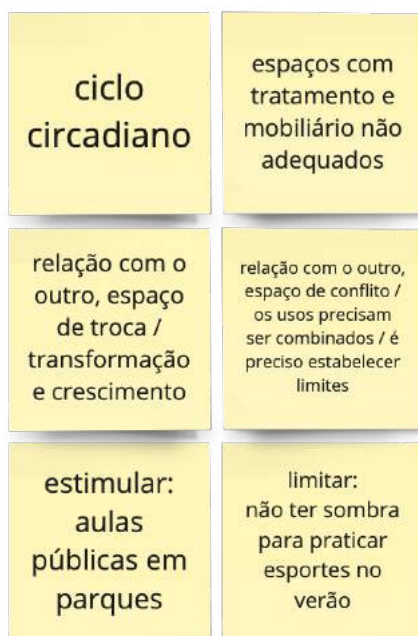 ciclo
circadiano
espaços com
tratamento e
mobiliário não
adequados
relação com o
outro, espaço
de troca /
transformação
e crescimento
relação com o outro,
espaço de conflito /
os usos precisam
ser combinados / é
preciso estabelecer
limites
estimular:
aulas
públicas em
parques
limitar:
não ter sombra
para praticar
esportes no
verão